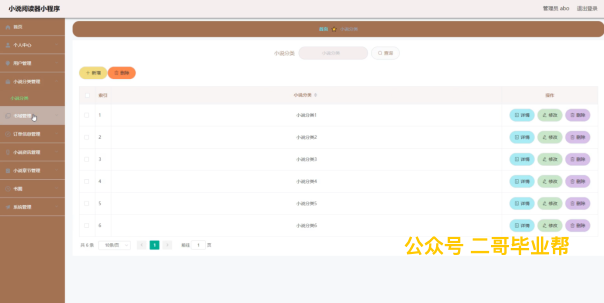 小说阅读器小程序
管理员 abo 退出登录
首页
个人中心
用户管理
小说分类管理
小说分类
书城管理
订单信息管理
小说资讯管理
小说章节管理
书圈
系统管理
首页 小说分类
小说分类 小说分类 查询
+ 新增 删除
索引 小说分类 操作
1 小说分类1 详情 修改 删除
2 小说分类2 详情 修改 删除
3 小说分类3 详情 修改 删除
4 小说分类4 详情 修改 删除
5 小说分类5 详情 修改 删除
6 小说分类6 详情 修改 删除
共 6 条 10条/页 < 1 > 前往 1 页
公众号 二哥毕业帮